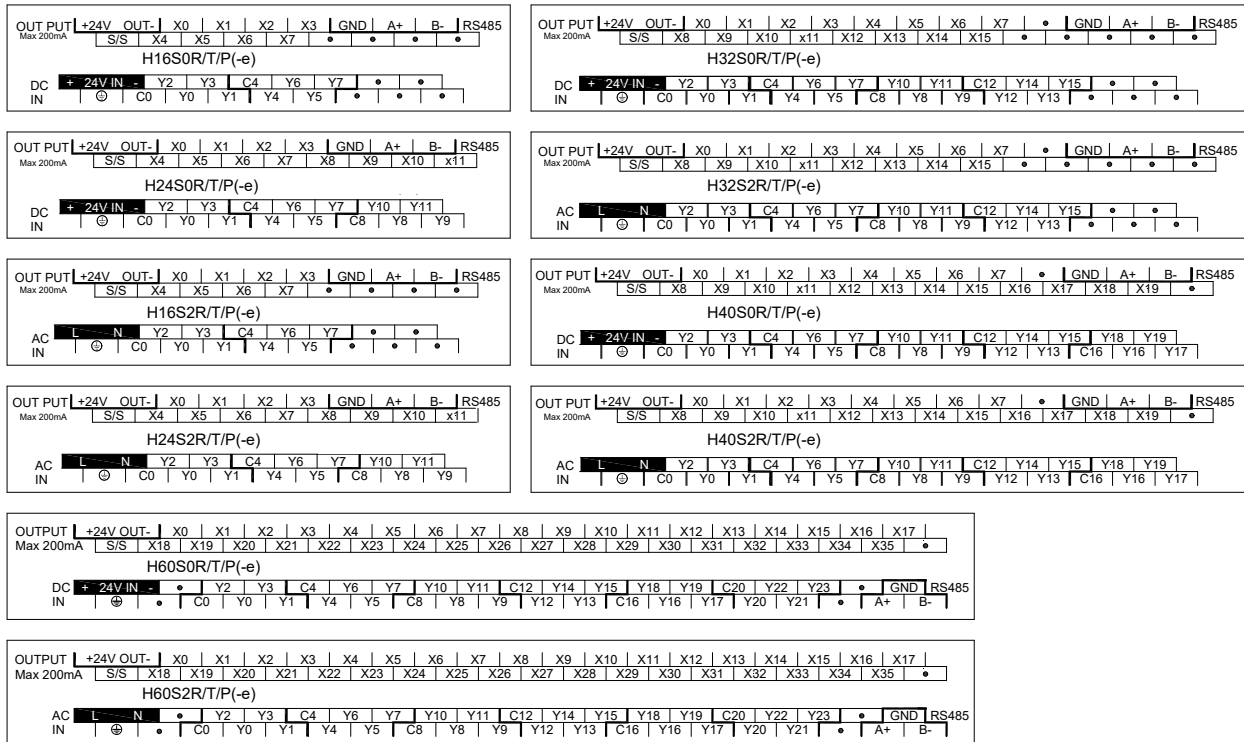 OUT PUT +24V OUT- X0 X1 X2 X3 GND A+ B- RS485
Max 200mA S/S X4 X5 X6 X7 • • • •
H16S0R/T/P(-e)
DC + 24V IN - Y2 Y3 C4 Y6 Y7 • •
IN ⏚ C0 Y0 Y1 Y4 Y5 • • •
OUT PUT +24V OUT- X0 X1 X2 X3 GND A+ B- RS485
Max 200mA S/S X4 X5 X6 X7 X8 X9 X10 x11
H24S0R/T/P(-e)
DC + 24V IN - Y2 Y3 C4 Y6 Y7 Y10 Y11
IN ⏚ C0 Y0 Y1 Y4 Y5 C8 Y8 Y9
OUT PUT +24V OUT- X0 X1 X2 X3 GND A+ B- RS485
Max 200mA S/S X4 X5 X6 X7 • • • •
H16S2R/T/P(-e)
AC L N Y2 Y3 C4 Y6 Y7 • •
IN ⏚ C0 Y0 Y1 Y4 Y5 • • •
OUT PUT +24V OUT- X0 X1 X2 X3 GND A+ B- RS485
Max 200mA S/S X4 X5 X6 X7 X8 X9 X10 x11
H24S2R/T/P(-e)
AC L N Y2 Y3 C4 Y6 Y7 Y10 Y11
IN ⏚ C0 Y0 Y1 Y4 Y5 C8 Y8 Y9
OUT PUT +24V OUT- X0 X1 X2 X3 X4 X5 X6 X7 • GND A+ B- RS485
Max 200mA S/S X8 X9 X10 x11 X12 X13 X14 X15 • • • • •
H32S0R/T/P(-e)
DC + 24V IN - Y2 Y3 C4 Y6 Y7 Y10 Y11 C12 Y14 Y15 • •
IN ⏚ C0 Y0 Y1 Y4 Y5 C8 Y8 Y9 Y12 Y13 • • •
OUT PUT +24V OUT- X0 X1 X2 X3 X4 X5 X6 X7 • GND A+ B- RS485
Max 200mA S/S X8 X9 X10 x11 X12 X13 X14 X15 • • • • •
H32S2R/T/P(-e)
AC L N Y2 Y3 C4 Y6 Y7 Y10 Y11 C12 Y14 Y15 • •
IN ⏚ C0 Y0 Y1 Y4 Y5 C8 Y8 Y9 Y12 Y13 • • •
OUT PUT +24V OUT- X0 X1 X2 X3 X4 X5 X6 X7 • GND A+ B- RS485
Max 200mA S/S X8 X9 X10 x11 X12 X13 X14 X15 X16 X17 X18 X19 •
H40S0R/T/P(-e)
DC + 24V IN - Y2 Y3 C4 Y6 Y7 Y10 Y11 C12 Y14 Y15 Y18 Y19
IN ⏚ C0 Y0 Y1 Y4 Y5 C8 Y8 Y9 Y12 Y13 C16 Y16 Y17
OUT PUT +24V OUT- X0 X1 X2 X3 X4 X5 X6 X7 • GND A+ B- RS485
Max 200mA S/S X8 X9 X10 x11 X12 X13 X14 X15 X16 X17 X18 X19 •
H40S2R/T/P(-e)
AC L N Y2 Y3 C4 Y6 Y7 Y10 Y11 C12 Y14 Y15 Y18 Y19
IN ⏚ C0 Y0 Y1 Y4 Y5 C8 Y8 Y9 Y12 Y13 C16 Y16 Y17
OUTPUT +24V OUT- X0 X1 X2 X3 X4 X5 X6 X7 X8 X9 X10 X11 X12 X13 X14 X15 X16 X17
Max 200mA S/S X18 X19 X20 X21 X22 X23 X24 X25 X26 X27 X28 X29 X30 X31 X32 X33 X34 X35 •
H60S0R/T/P(-e)
DC + 24V IN - • Y2 Y3 C4 Y6 Y7 Y10 Y11 C12 Y14 Y15 Y18 Y19 C20 Y22 Y23 • GND RS485
IN ⏚ • C0 Y0 Y1 Y4 Y5 C8 Y8 Y9 Y12 Y13 C16 Y16 Y17 Y20 Y21 • A+ B-
OUTPUT +24V OUT- X0 X1 X2 X3 X4 X5 X6 X7 X8 X9 X10 X11 X12 X13 X14 X15 X16 X17
Max 200mA S/S X18 X19 X20 X21 X22 X23 X24 X25 X26 X27 X28 X29 X30 X31 X32 X33 X34 X35 •
H60S2R/T/P(-e)
AC L N • Y2 Y3 C4 Y6 Y7 Y10 Y11 C12 Y14 Y15 Y18 Y19 C20 Y22 Y23 • GND RS485
IN ⏚ • C0 Y0 Y1 Y4 Y5 C8 Y8 Y9 Y12 Y13 C16 Y16 Y17 Y20 Y21 • A+ B-